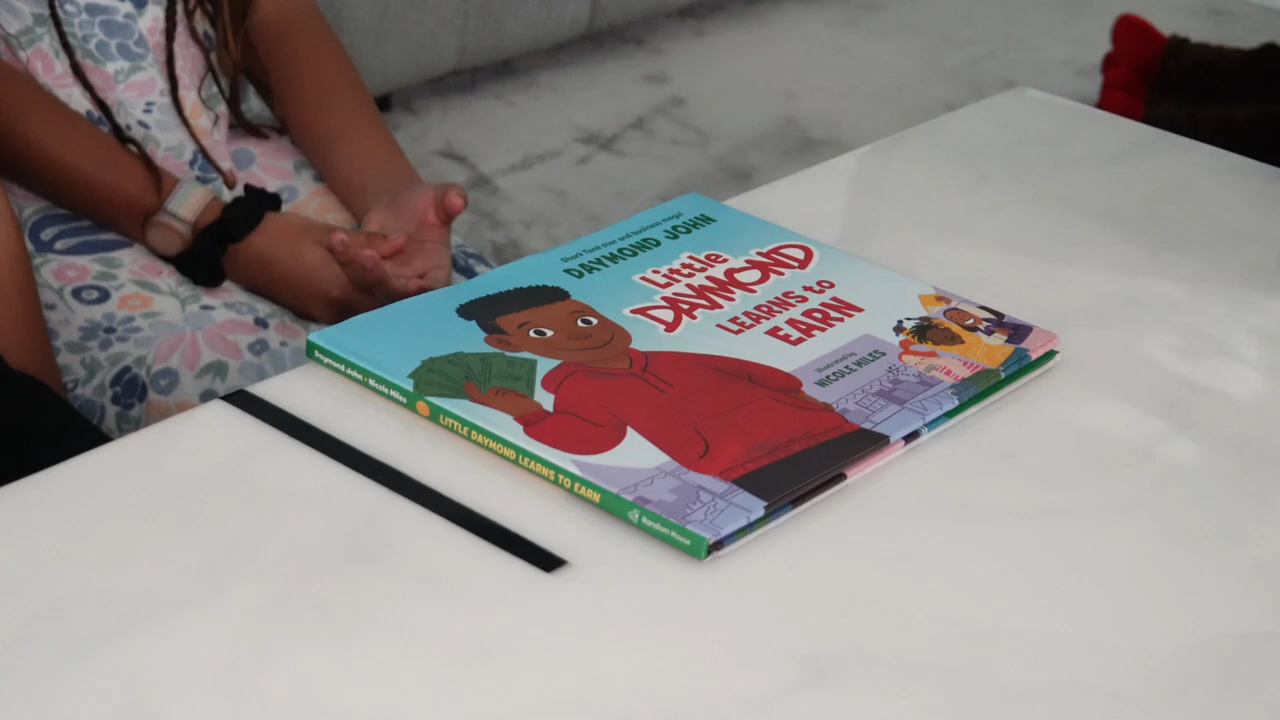 Shark Tank star and business mogul
DAYMOND JOHN
Little
DAYMOND
LEARNS to
EARN
illustrated by
NICOLE MILES
Daymond John • Nicole Miles
LITTLE DAYMOND LEARNS TO EARN
Random House